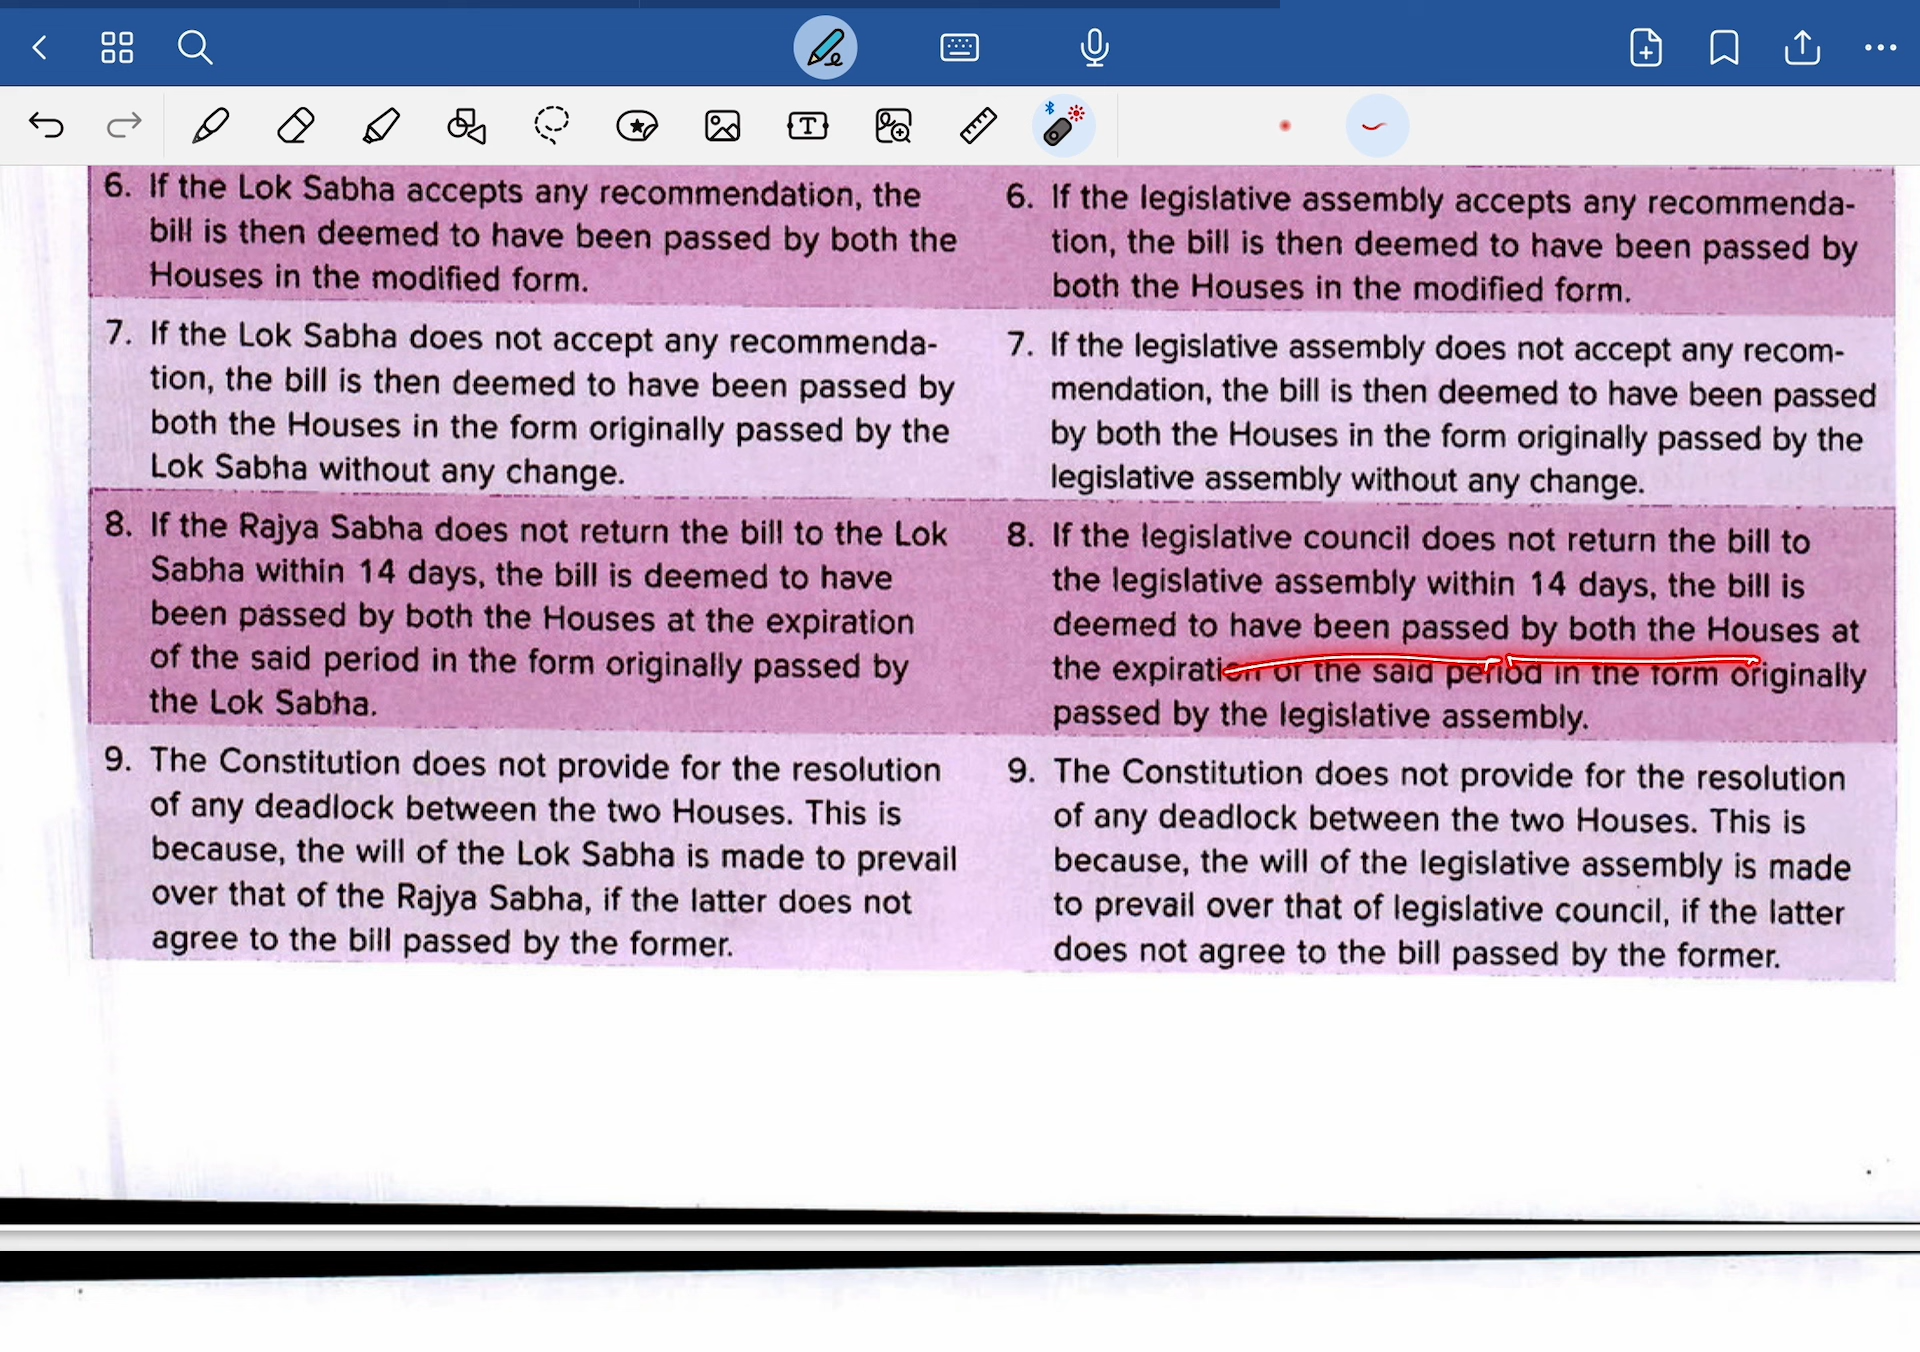 6. If the Lok Sabha accepts any recommendation, the
bill is then deemed to have been passed by both the
Houses in the modified form.
7. If the Lok Sabha does not accept any recommenda-
tion, the bill is then deemed to have been passed by
both the Houses in the form originally passed by the
Lok Sabha without any change.
8. If the Rajya Sabha does not return the bill to the Lok
Sabha within 14 days, the bill is deemed to have
been passed by both the Houses at the expiration
of the said period in the form originally passed by
the Lok Sabha.
9. The Constitution does not provide for the resolution
of any deadlock between the two Houses. This is
because, the will of the Lok Sabha is made to prevail
over that of the Rajya Sabha, if the latter does not
agree to the bill passed by the former.
6. If the legislative assembly accepts any recommenda-
tion, the bill is then deemed to have been passed by
both the Houses in the modified form.
7. If the legislative assembly does not accept any recom-
mendation, the bill is then deemed to have been passed
by both the Houses in the form originally passed by the
legislative assembly without any change.
8. If the legislative council does not return the bill to
the legislative assembly within 14 days, the bill is
deemed to have been passed by both the Houses at
the expiration of the said period in the form originally
passed by the legislative assembly.
9. The Constitution does not provide for the resolution
of any deadlock between the two Houses. This is
because, the will of the legislative assembly is made
to prevail over that of legislative council, if the latter
does not agree to the bill passed by the former.